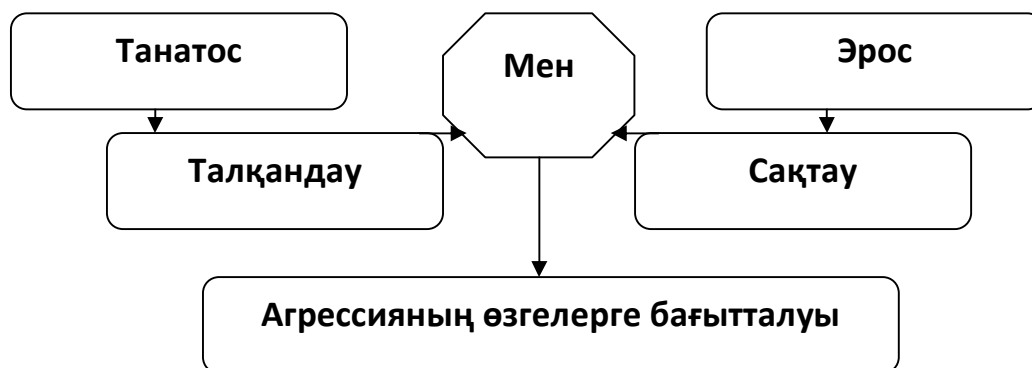 Танатос
Мен
Эрос
Талқандау
Сақтау
Агрессияның өзгелерге бағытталуы